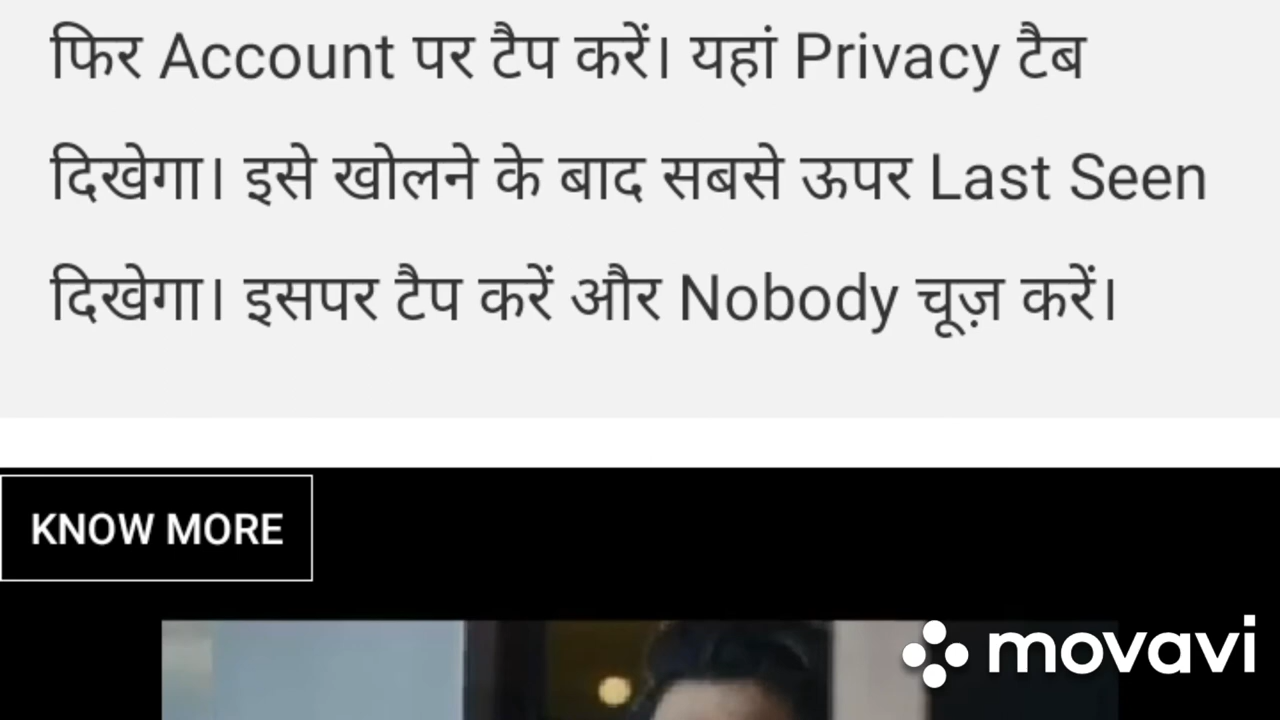 फिर Account पर टैप करें। यहां Privacy टैब
दिखेगा। इसे खोलने के बाद सबसे ऊपर Last Seen
दिखेगा। इसपर टैप करें और Nobody चूज़ करें।
KNOW MORE
movavi